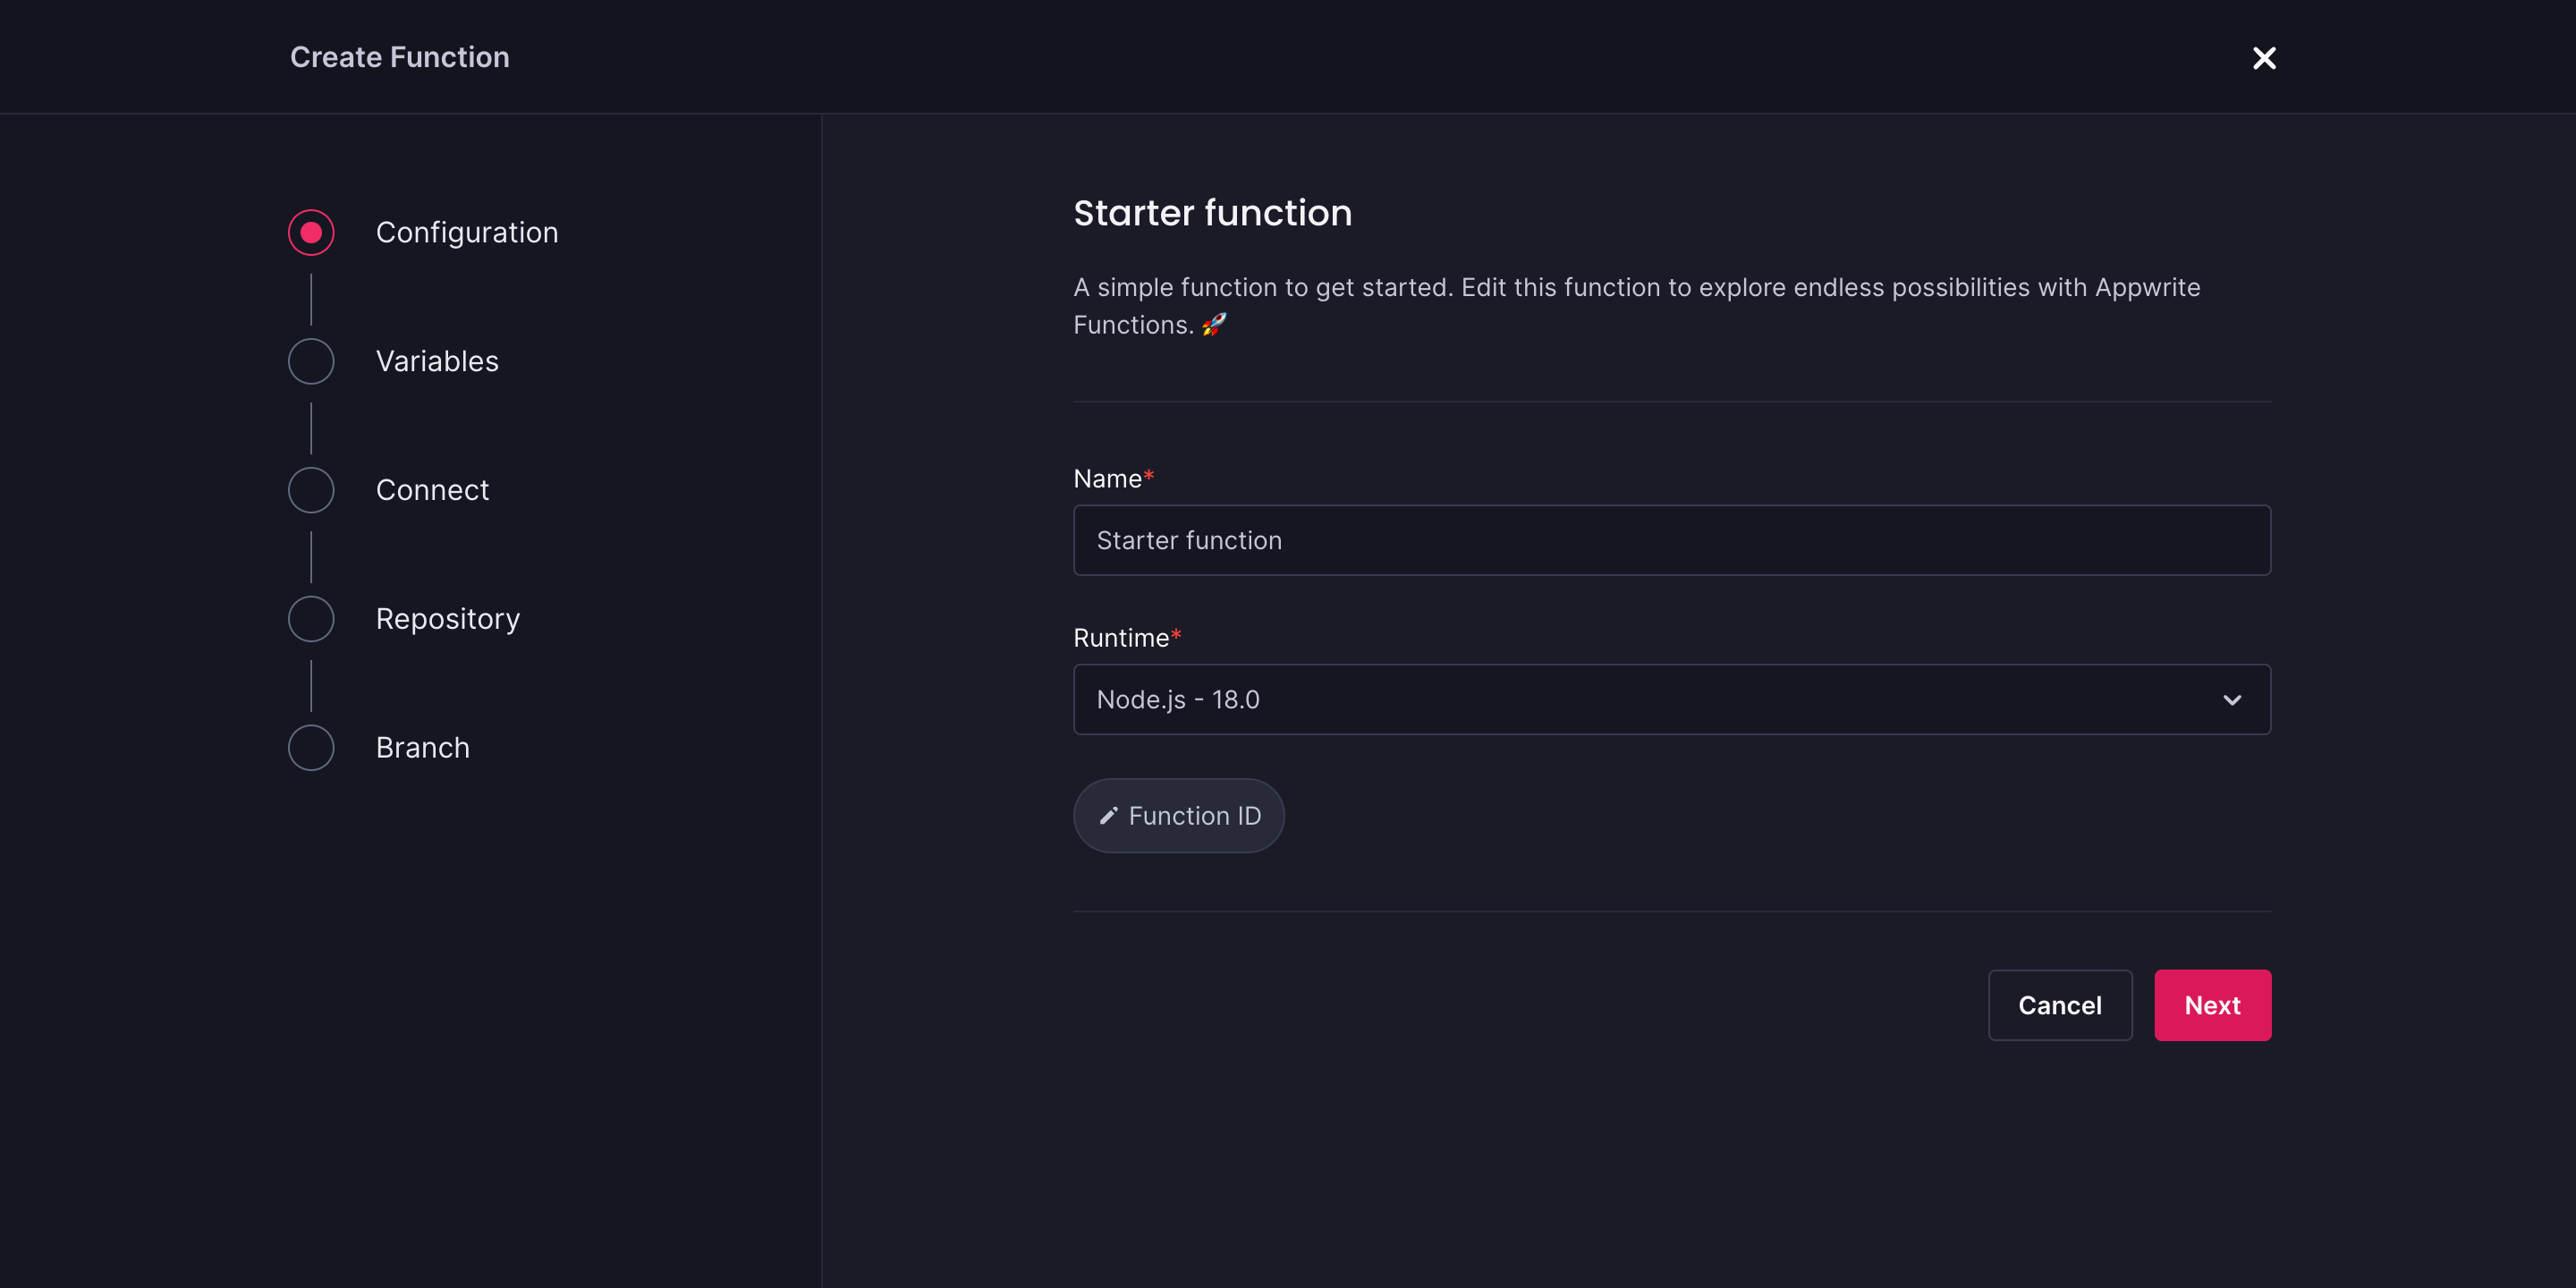 Create Function
Configuration
Variables
Connect
Repository
Branch
Starter function
A simple function to get started. Edit this function to explore endless possibilities with Appwrite
Functions. 🚀
Name*
Starter function
Runtime*
Node.js - 18.0
Function ID
Cancel
Next